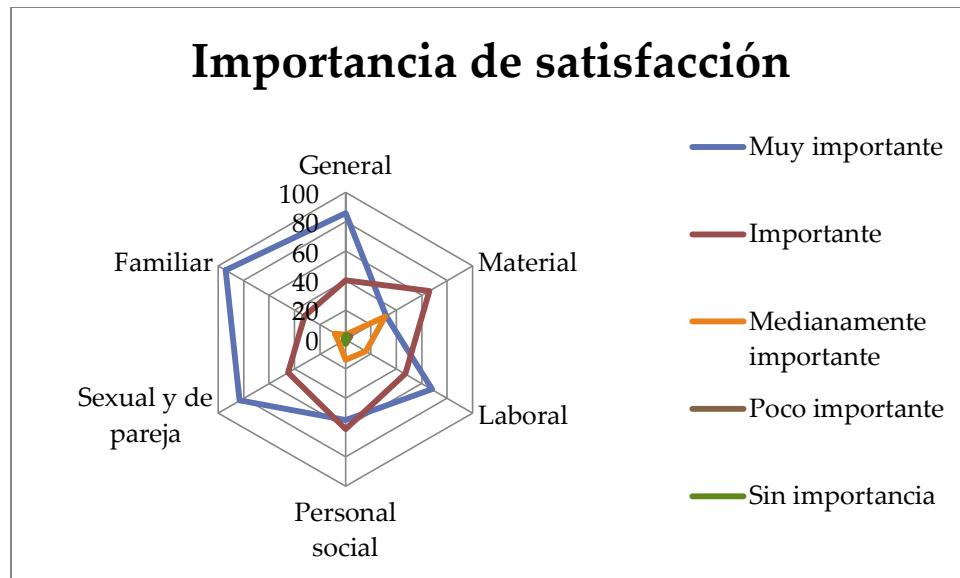 Importancia de satisfacción
General
100
80
60
40
20
0
Material
Laboral
Personal
social
Sexual y de
pareja
Familiar
Muy importante
Importante
Medianamente
importante
Poco importante
Sin importancia